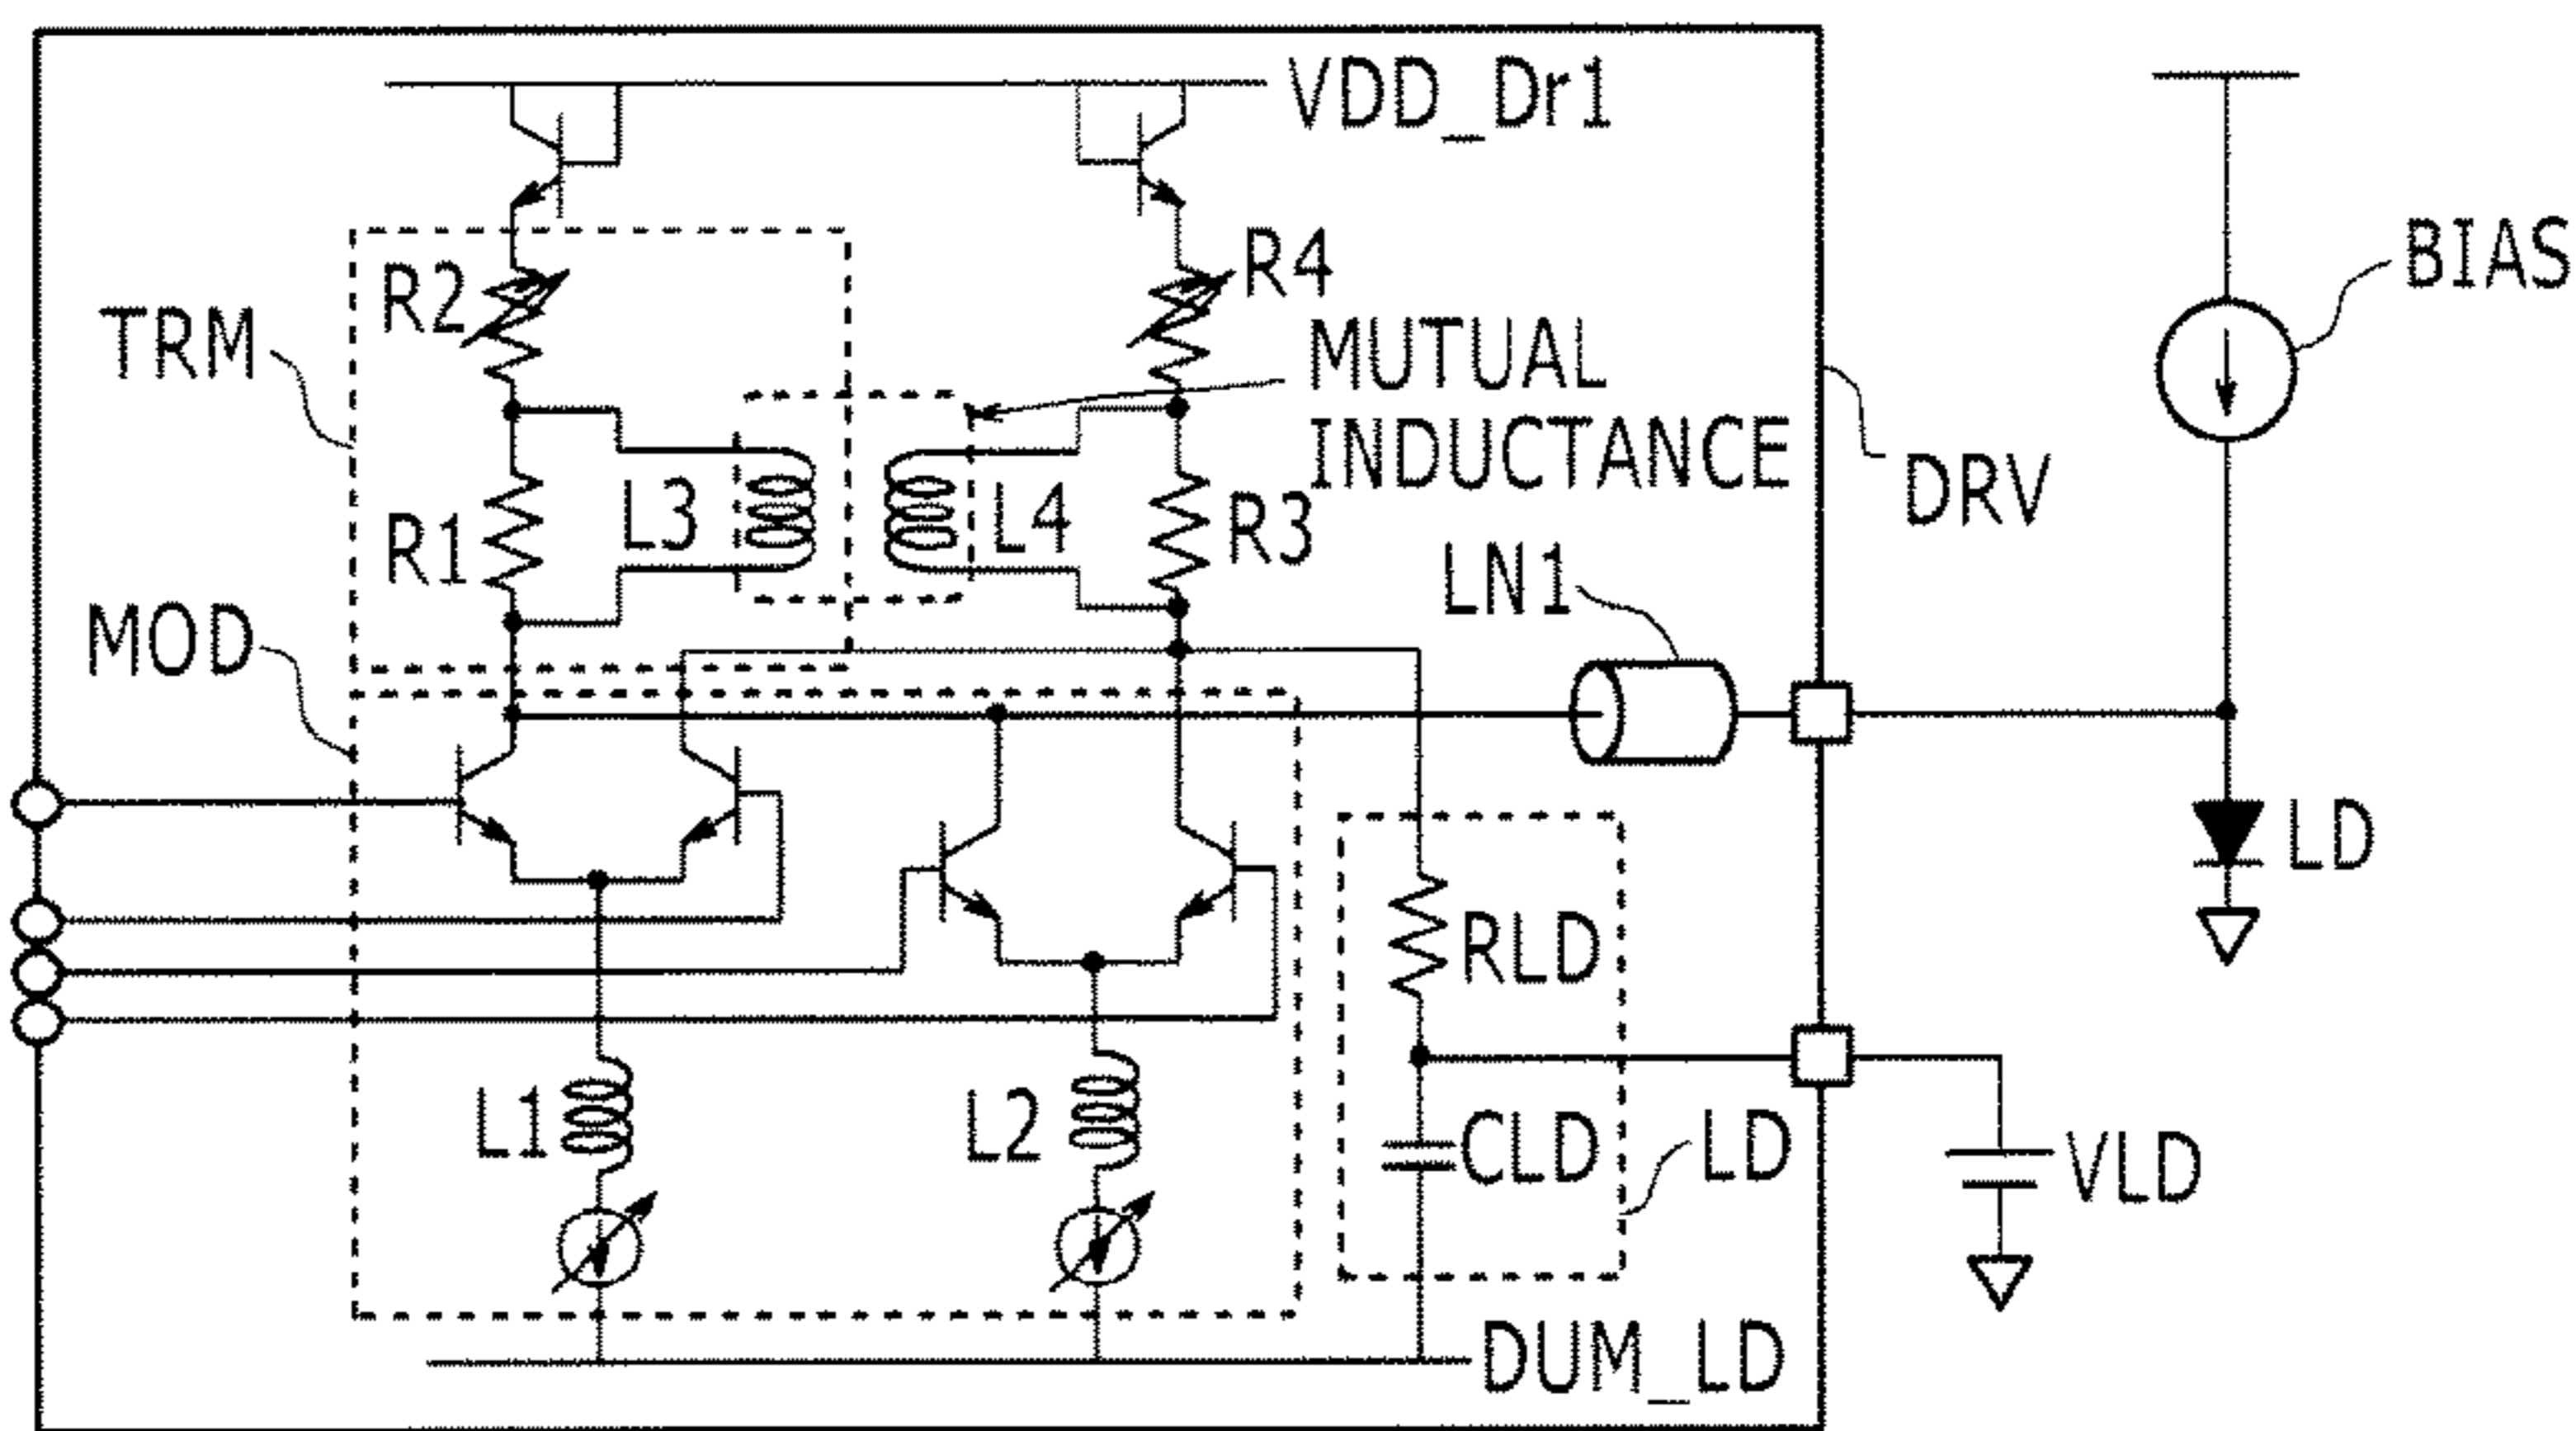 VDD_Dr1
BIAS
R2
R4
TRM
MUTUAL
INDUCTANCE
DRV
L3
L4
R1
R3
LN1
MOD
LD
RLD
L1
L2
CLD
LD
VLD
DUM_LD